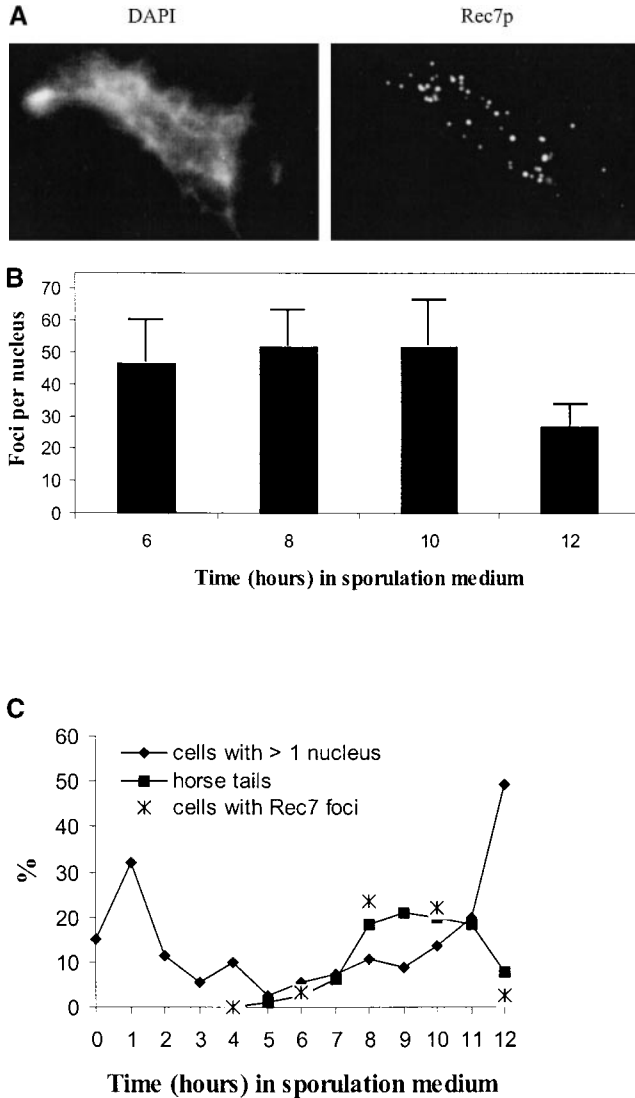 A
DAPI Rec7p
B
Foci per nucleus
70
60
50
40
30
20
10
0
6 8 10 12
Time (hours) in sporulation medium
C
%
60
50
40
30
20
10
0
cells with > 1 nucleus
horse tails
cells with Rec7 foci
0 1 2 3 4 5 6 7 8 9 10 11 12
Time (hours) in sporulation medium